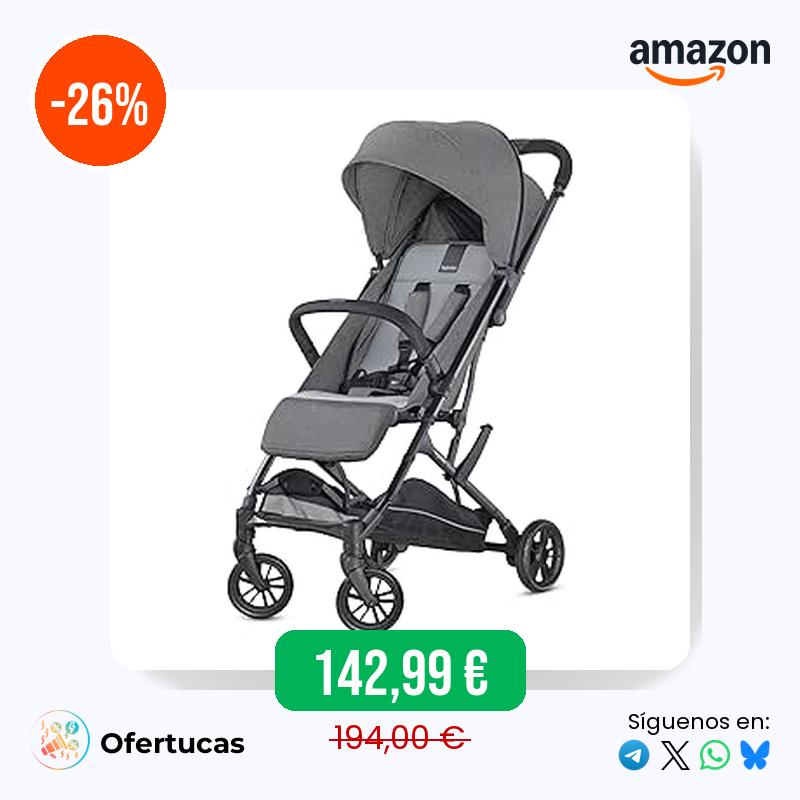 -26%
amazon
142,99 €
194,00 €
Ofertucas
Síguenos en: